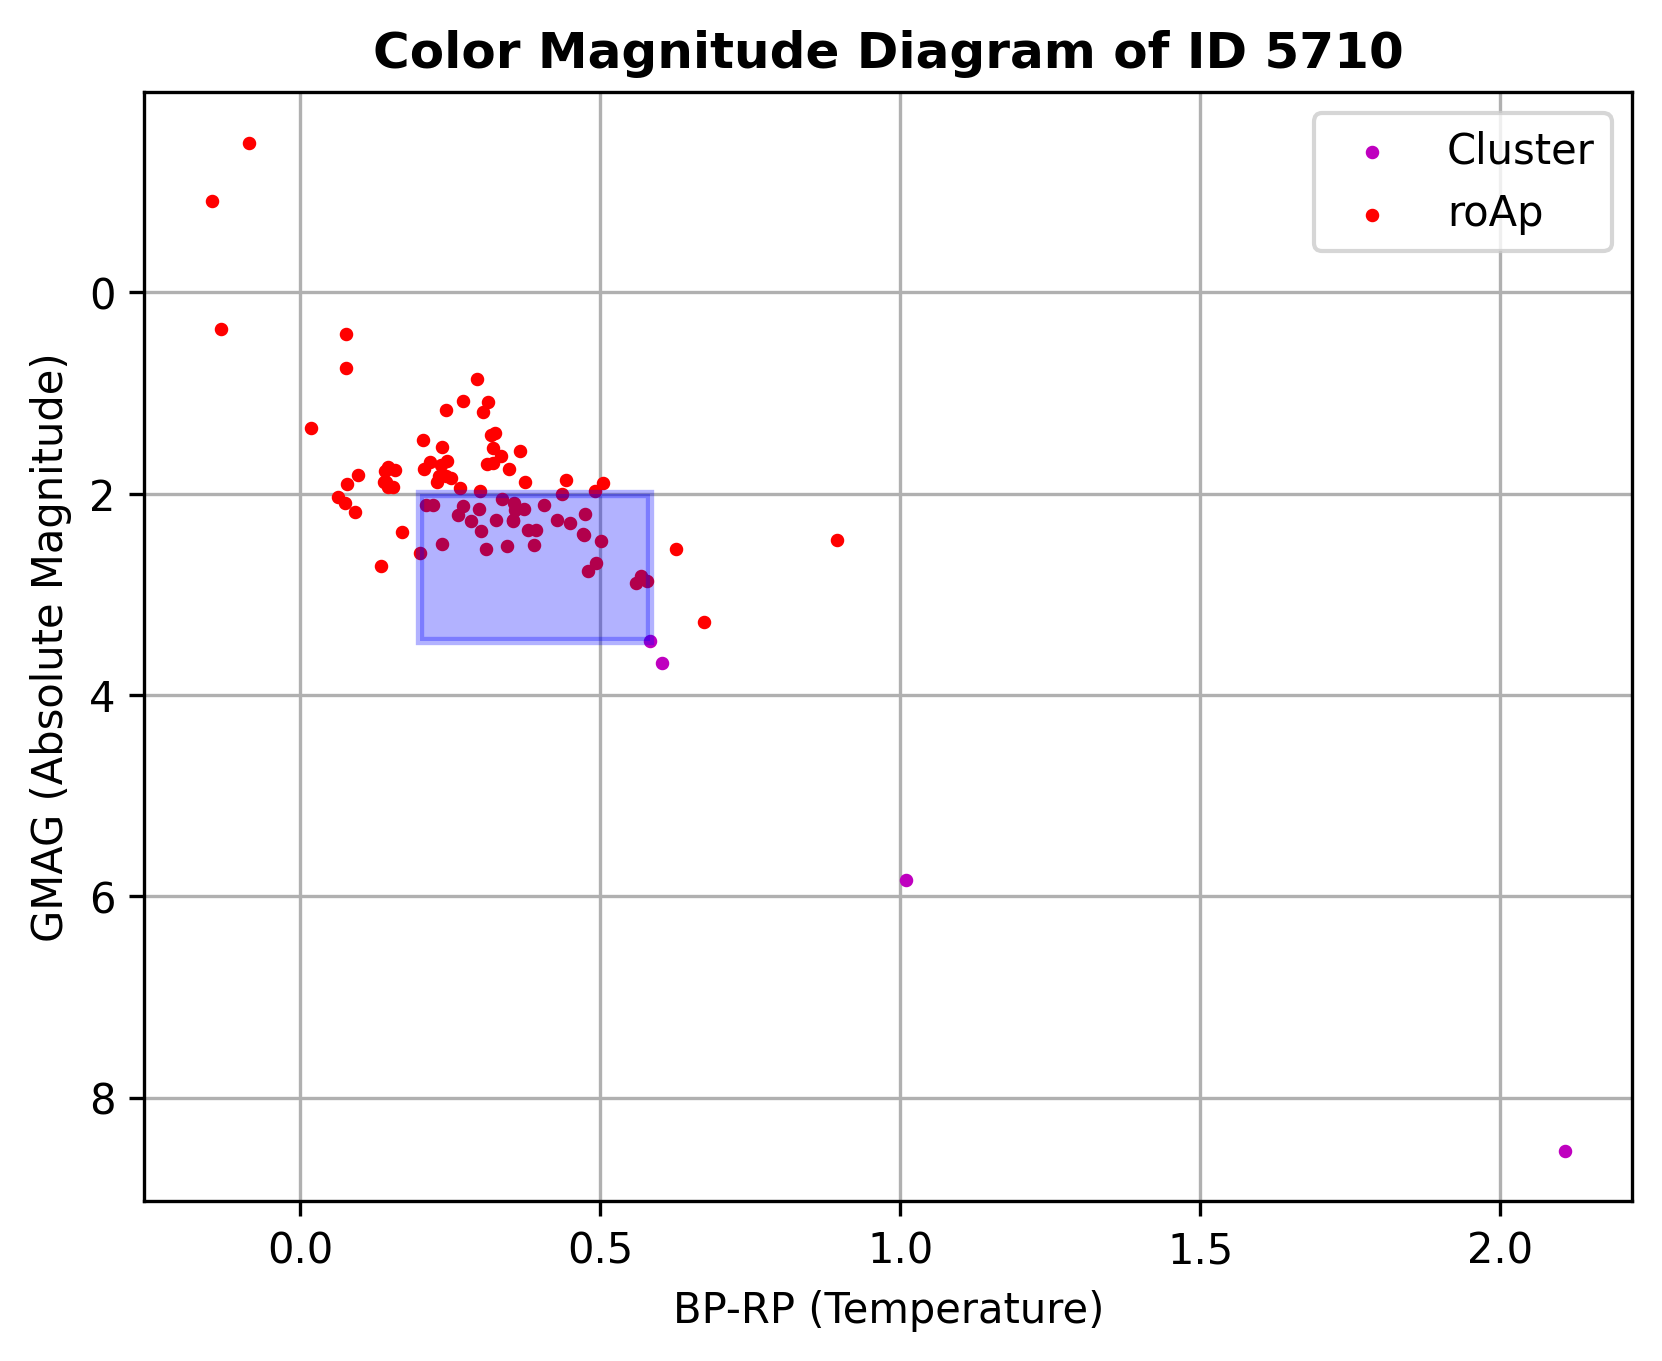 Color Magnitude Diagram of ID 5710
Cluster
roAp
GMAG (Absolute Magnitude)
0
2
4
6
8
0.0 0.5 1.0 1.5 2.0
BP-RP (Temperature)